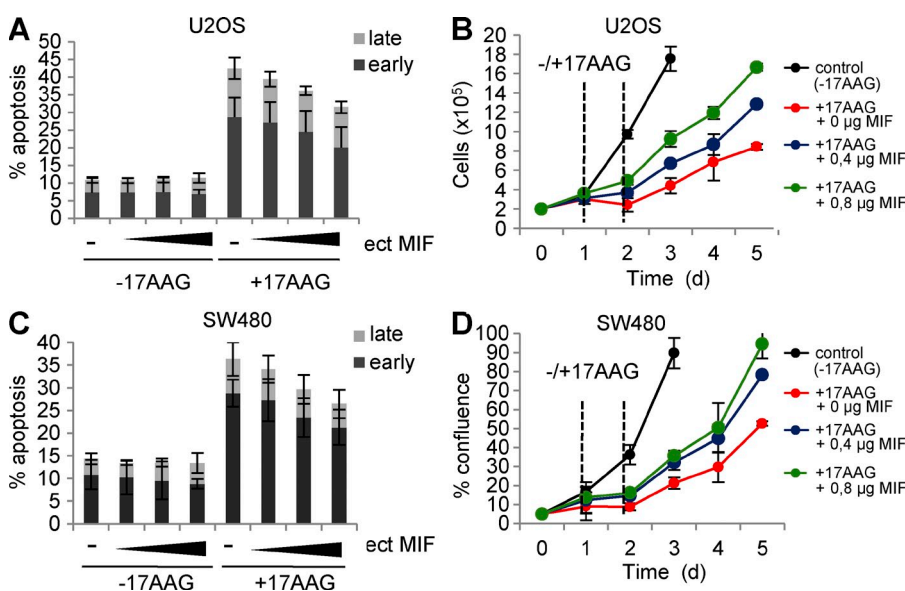 A
U2OS
late
early
% apoptosis
50
45
40
35
30
25
20
15
10
5
0
- - ect MIF
-17AAG +17AAG
B
U2OS
-/+17AAG
Cells (x10⁵)
18
16
14
12
10
8
6
4
2
0
0 1 2 3 4 5
Time (d)
control
(-17AAG)
+17AAG
+ 0 µg MIF
+17AAG
+ 0,4 µg MIF
+17AAG
+ 0,8 µg MIF
C
SW480
late
early
% apoptosis
40
35
30
25
20
15
10
5
0
- - ect MIF
-17AAG +17AAG
D
SW480
-/+17AAG
% confluence
100
90
80
70
60
50
40
30
20
10
0
0 1 2 3 4 5
Time (d)
control
(-17AAG)
+17AAG
+ 0 µg MIF
+17AAG
+ 0,4 µg MIF
+17AAG
+ 0,8 µg MIF